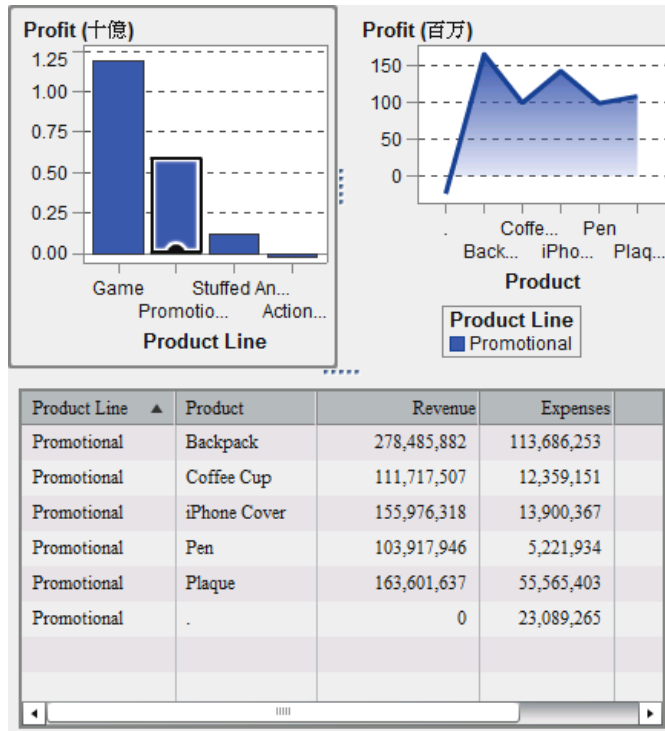 Profit (十億)
1.25
1.00
0.75
0.50
0.25
0.00
Game
Stuffed An...
Promotio...
Action...
Product Line
Profit (百万)
150
100
50
0
.
Coffe...
Pen
Back...
iPho...
Plaq...
Product
Product Line
Promotional
Product Line ▲ Product Revenue Expenses
Promotional Backpack 278,485,882 113,686,253
Promotional Coffee Cup 111,717,507 12,359,151
Promotional iPhone Cover 155,976,318 13,900,367
Promotional Pen 103,917,946 5,221,934
Promotional Plaque 163,601,637 55,565,403
Promotional . 0 23,089,265